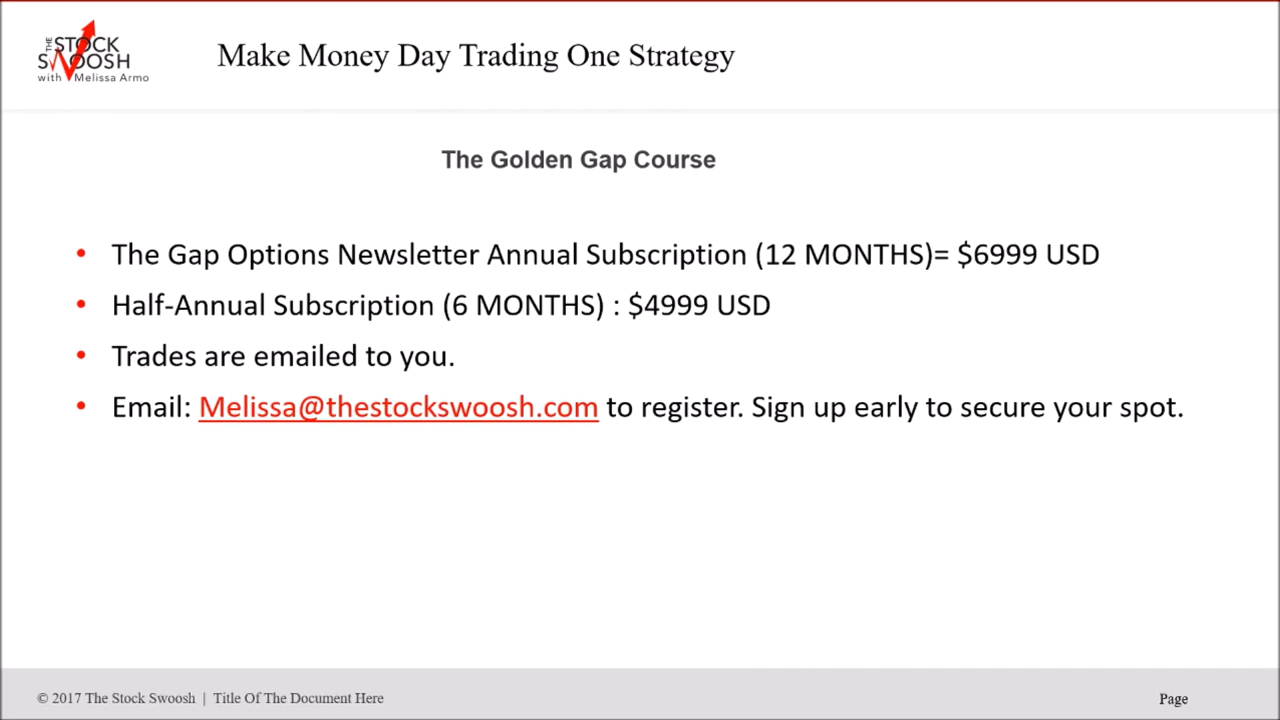 THE
STOCK
SWOOSH
with Melissa Armo
Make Money Day Trading One Strategy
The Golden Gap Course
• The Gap Options Newsletter Annual Subscription (12 MONTHS)= $6999 USD
• Half-Annual Subscription (6 MONTHS) : $4999 USD
• Trades are emailed to you.
• Email: Melissa@thestockswoosh.com to register. Sign up early to secure your spot.
© 2017 The Stock Swoosh | Title Of The Document Here
Page